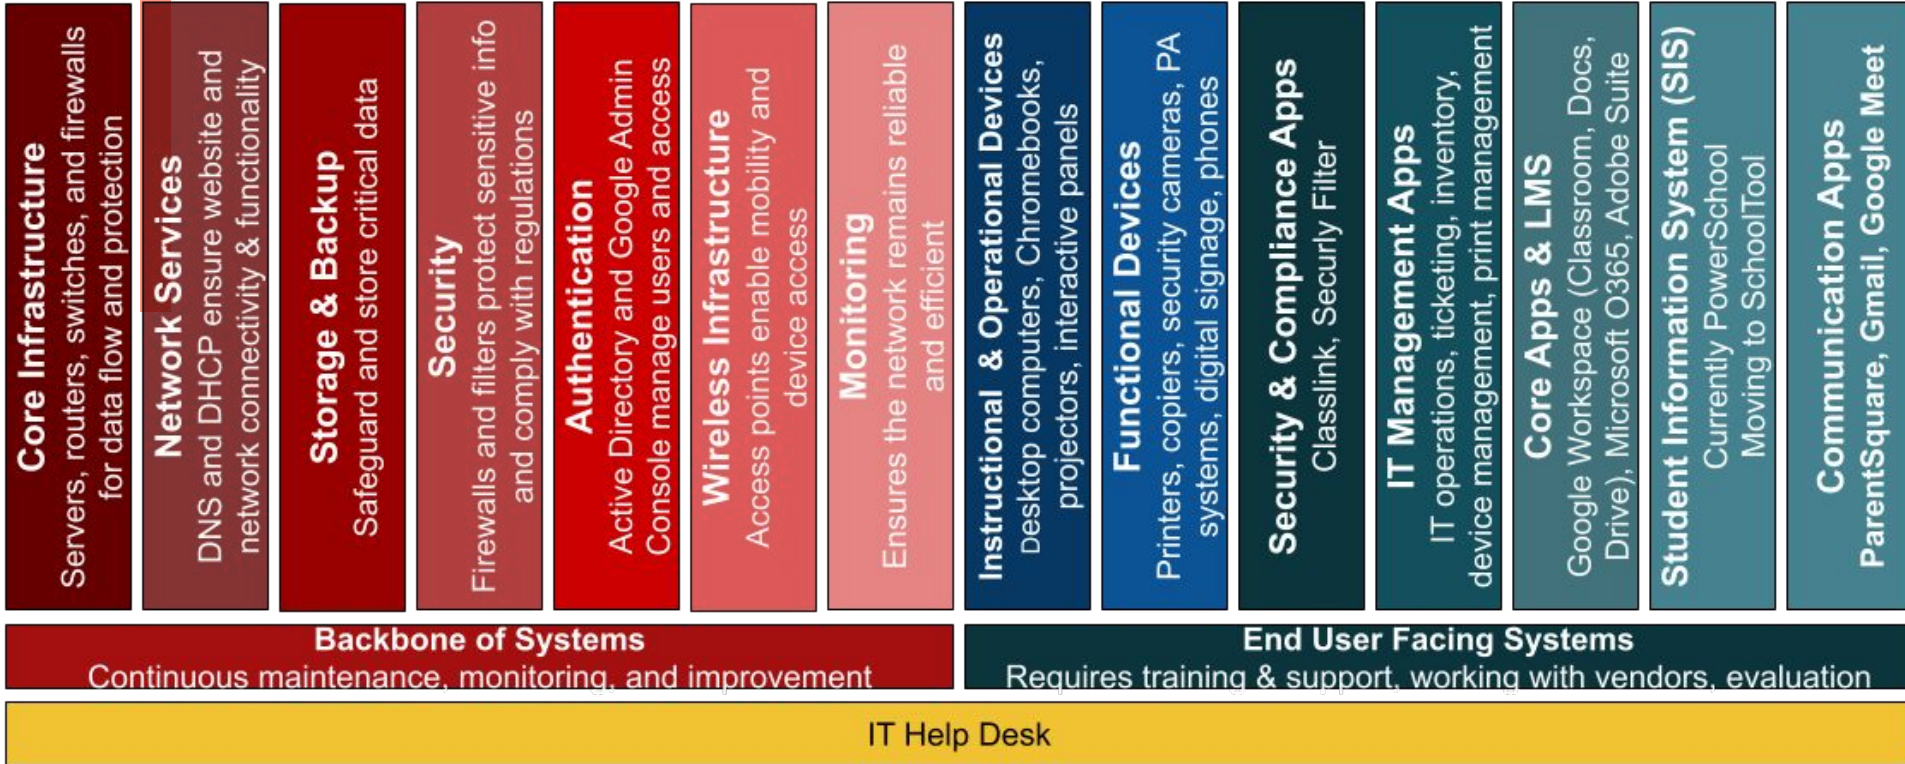 Core Infrastructure
Servers, routers, switches, and firewalls
for data flow and protection
Network Services
DNS and DHCP ensure website and
network connectivity & functionality
Storage & Backup
Safeguard and store critical data
Security
Firewalls and filters protect sensitive info
and comply with regulations
Authentication
Active Directory and Google Admin
Console manage users and access
Wireless Infrastructure
Access points enable mobility and
device access
Monitoring
Ensures the network remains reliable
and efficient
Instructional & Operational Devices
Desktop computers, Chromebooks,
projectors, interactive panels
Functional Devices
Printers, copiers, security cameras, PA
systems, digital signage, phones
Security & Compliance Apps
Classlink, Securly Filter
IT Management Apps
IT operations, ticketing, inventory,
device management, print management
Core Apps & LMS
Google Workspace (Classroom, Docs,
Drive), Microsoft O365, Adobe Suite
Student Information System (SIS)
Currently PowerSchool
Moving to SchoolTool
Communication Apps
ParentSquare, Gmail, Google Meet
Backbone of Systems
Continuous maintenance, monitoring, and improvement
End User Facing Systems
Requires training & support, working with vendors, evaluation
IT Help Desk